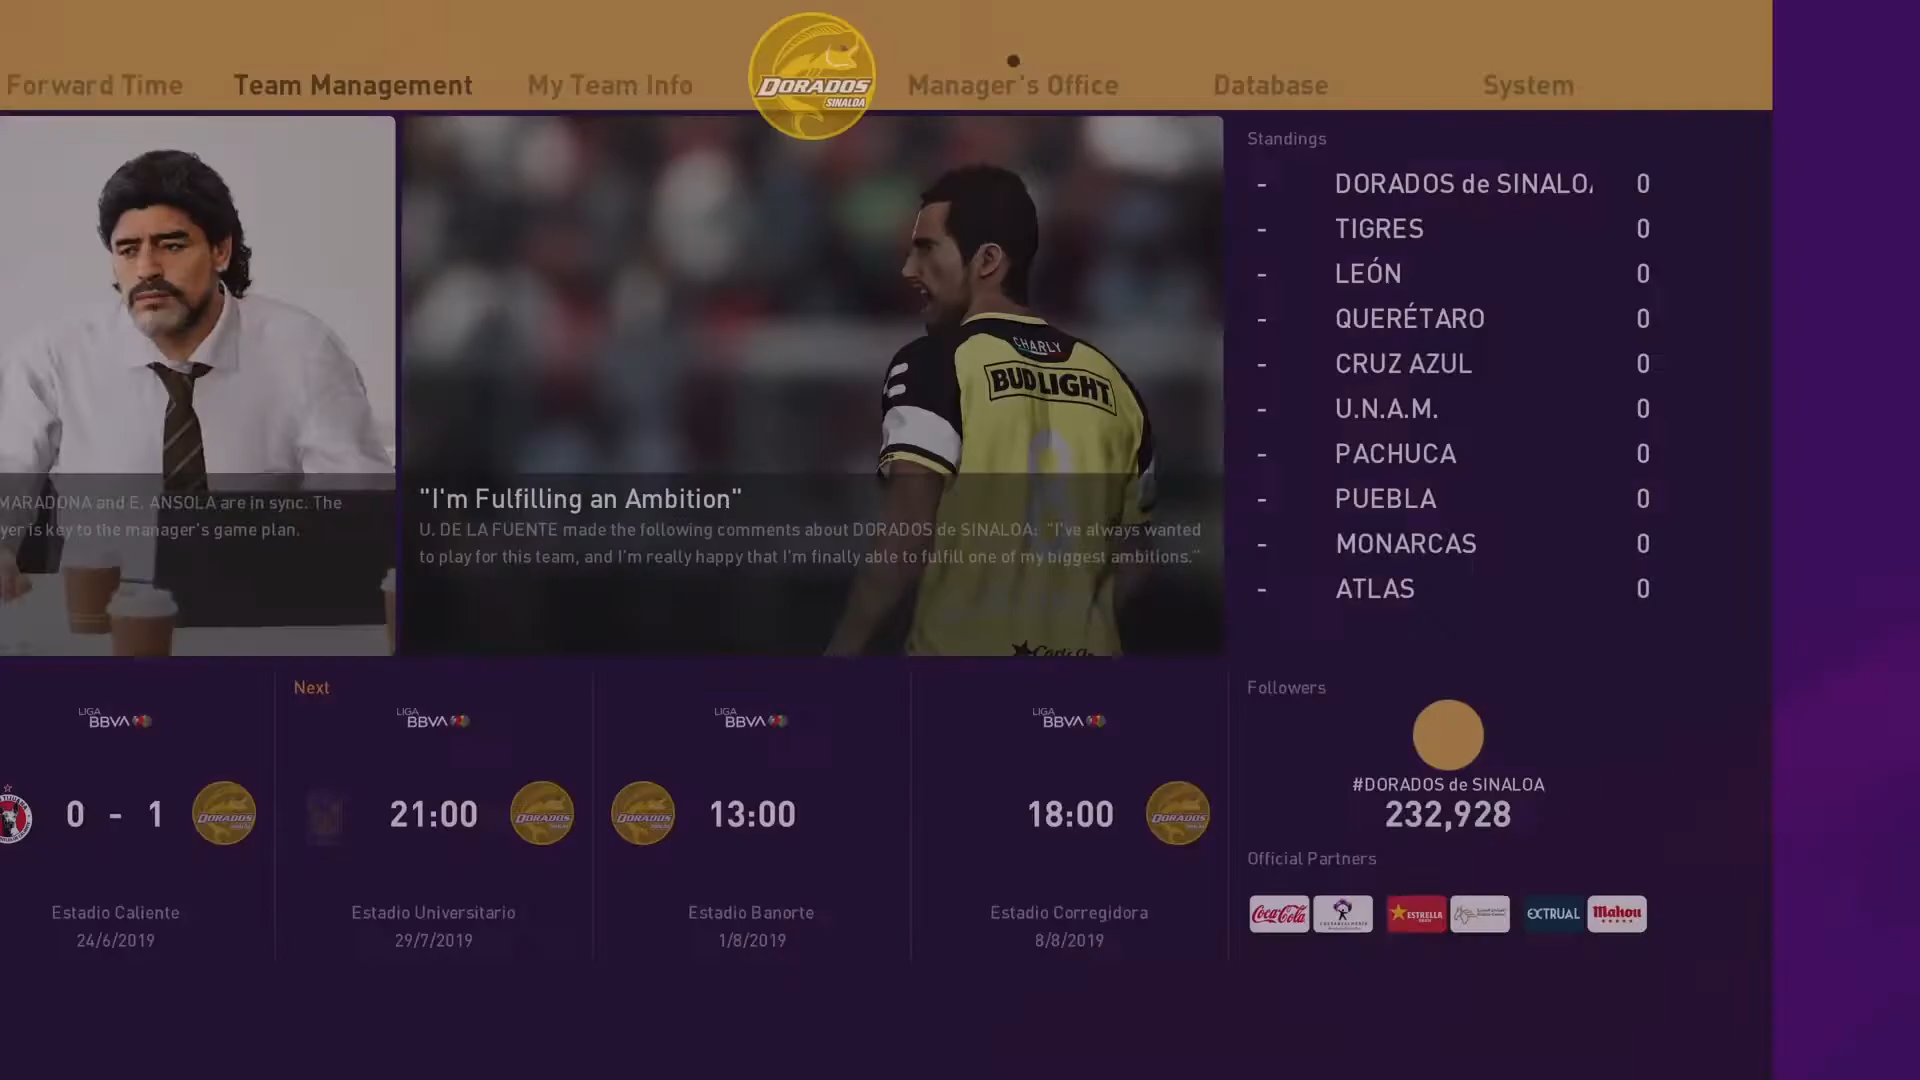 Forward Time
Team Management
My Team Info
DORADOS
SINALOA
Manager's Office
Database
System
MARADONA and E. ANSOLA are in sync. The
yer is key to the manager's game plan.
CHARLY
BUD LIGHT
8
"I'm Fulfilling an Ambition"
U. DE LA FUENTE made the following comments about DORADOS de SINALOA: "I've always wanted
to play for this team, and I'm really happy that I'm finally able to fulfill one of my biggest ambitions."
Standings
- DORADOS de SINALO 0
- TIGRES 0
- LEÓN 0
- QUERÉTARO 0
- CRUZ AZUL 0
- U.N.A.M. 0
- PACHUCA 0
- PUEBLA 0
- MONARCAS 0
- ATLAS 0
LIGA
BBVA
0 - 1
DORADOS
Estadio Caliente
24/6/2019
Next
LIGA
BBVA
21:00
DORADOS
Estadio Universitario
29/7/2019
LIGA
BBVA
DORADOS
13:00
Estadio Banorte
1/8/2019
LIGA
BBVA
18:00
DORADOS
Estadio Corregidora
8/8/2019
Followers
#DORADOS de SINALOA
232,928
Official Partners
Coca-Cola
ESTRELLA
EXTRUAL
Mahou